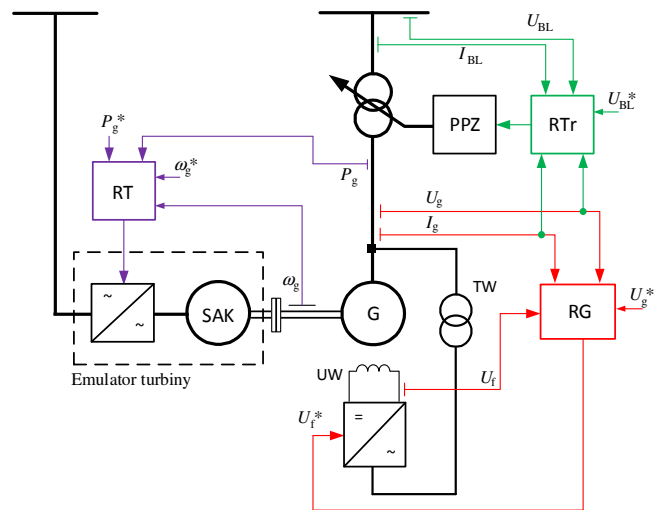 U_BL
I_BL
P_g*
PPZ
RTr
U_BL*
RT
ω_g*
P_g
U_g
I_g
~
~
SAK
ω_g
G
TW
RG
U_g*
Emulator turbiny
UW
U_f
U_f*
=
~